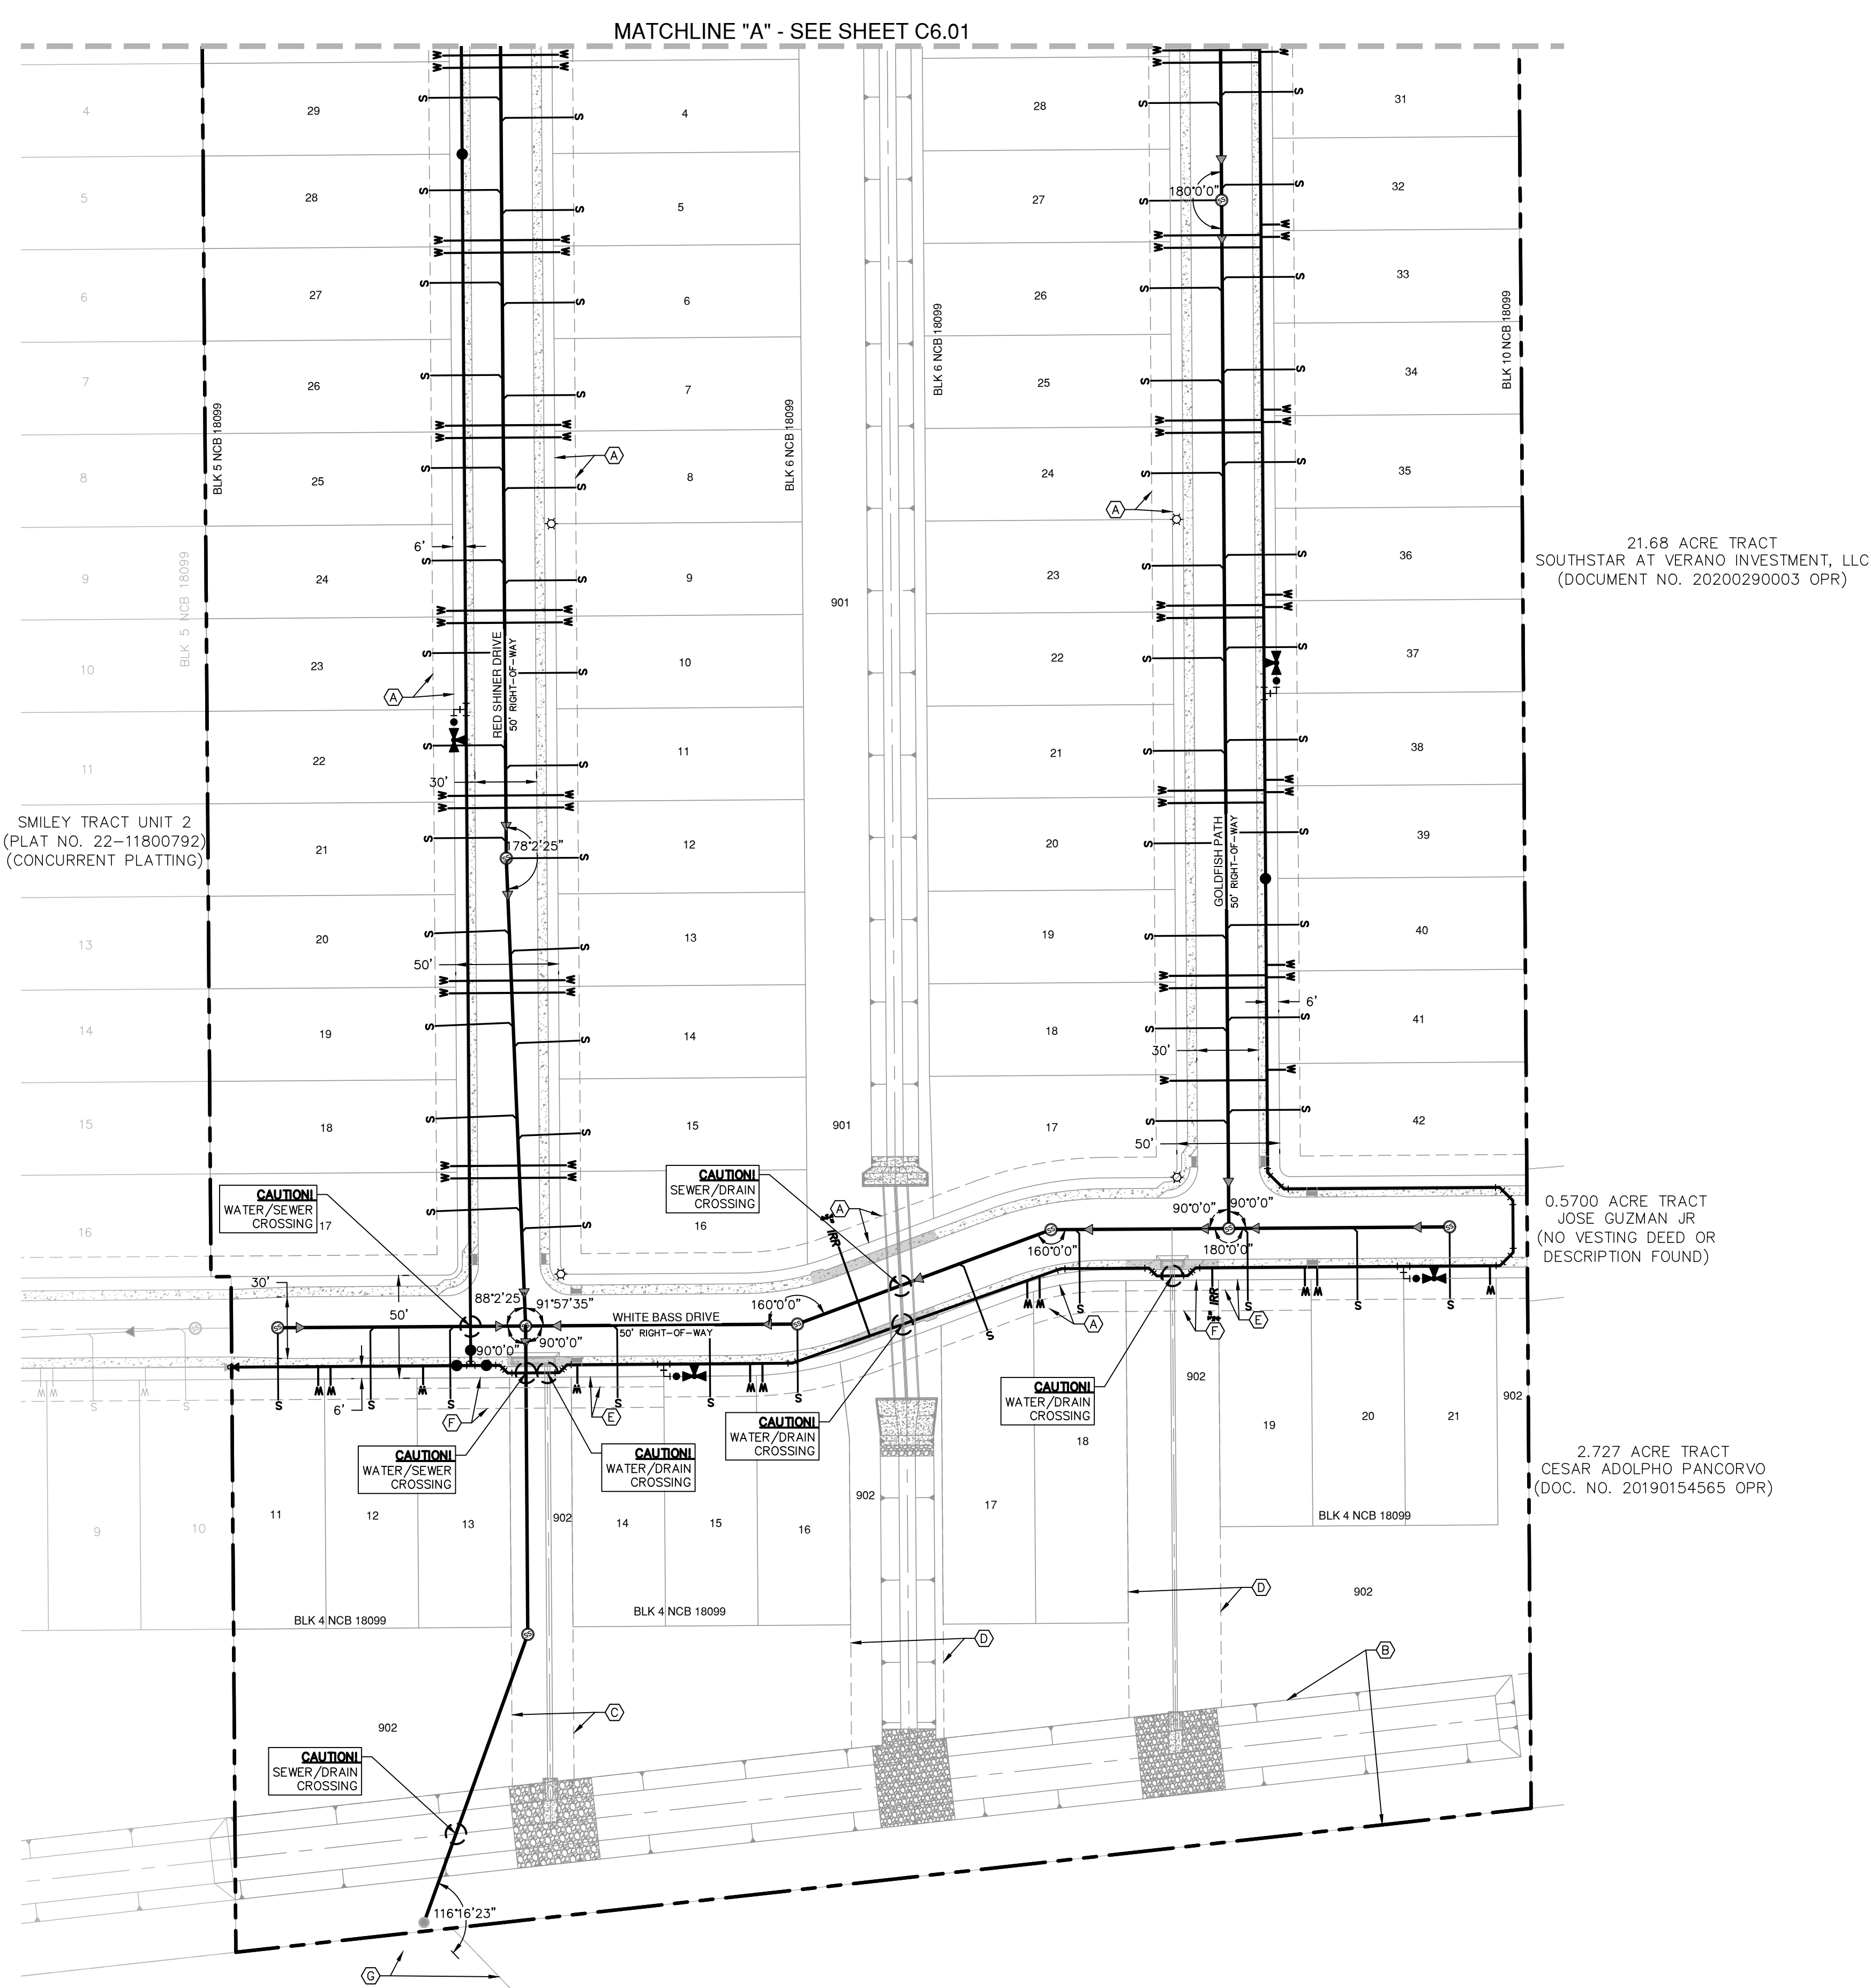 MATCHLINE "A" - SEE SHEET C6.01
4
29
S
S
4
28
S
S
31
5
28
S
S
5
27
180°0'0"
S
S
32
6
27
S
S
6
26
S
S
33
BLK 6 NCB 18099
BLK 10 NCB 18099
7
26
S
S
7
25
S
S
34
BLK 5 NCB 18099
BLK 6 NCB 18099
8
25
S
S
A
8
24
S
S
A
35
6'
BLK 5 NCB 18099
9
24
S
S
9
901
23
S
S
36
21.68 ACRE TRACT
SOUTHSTAR AT VERANO INVESTMENT, LLC
(DOCUMENT NO. 20200290003 OPR)
10
23
S
S
A
RED SHINER DRIVE
50' RIGHT-OF-WAY
10
22
S
S
37
11
22
S
S
30'
11
21
S
S
38
SMILEY TRACT UNIT 2
(PLAT NO. 22-11800792)
(CONCURRENT PLATTING)
21
S
178°2'25"
S
12
20
S
GOLDFISH PATH
50' RIGHT-OF-WAY
S
39
13
20
S
S
50'
13
19
S
S
40
14
19
S
S
14
18
S
S
6'
30'
41
15
18
S
S
15
901
17
S
S
50'
42
CAUTION!
WATER/SEWER
CROSSING
17
CAUTION!
SEWER/DRAIN
CROSSING
A
16
S
S
16
IRR
90°0'0"
90°0'0"
160°0'0"
180°0'0"
0.5700 ACRE TRACT
JOSE GUZMAN JR
(NO VESTING DEED OR
DESCRIPTION FOUND)
30'
50'
88°2'25"
91°57'35"
WHITE BASS DRIVE
50' RIGHT-OF-WAY
160°0'0"
90°0'0"
90°0'0"
A
IRR
F
E
S
S
S
S
S
6'
F
E
S
S
S
S
S
S
CAUTION!
WATER/SEWER
CROSSING
CAUTION!
WATER/DRAIN
CROSSING
CAUTION!
WATER/DRAIN
CROSSING
CAUTION!
WATER/DRAIN
CROSSING
902
902
18
19
20
21
2.727 ACRE TRACT
CESAR ADOLPHO PANCORVO
(DOC. NO. 20190154565 OPR)
9
10
11
12
13
902
14
15
16
902
17
BLK 4 NCB 18099
BLK 4 NCB 18099
BLK 4 NCB 18099
D
902
D
B
C
902
CAUTION!
SEWER/DRAIN
CROSSING
116°16'23"
G